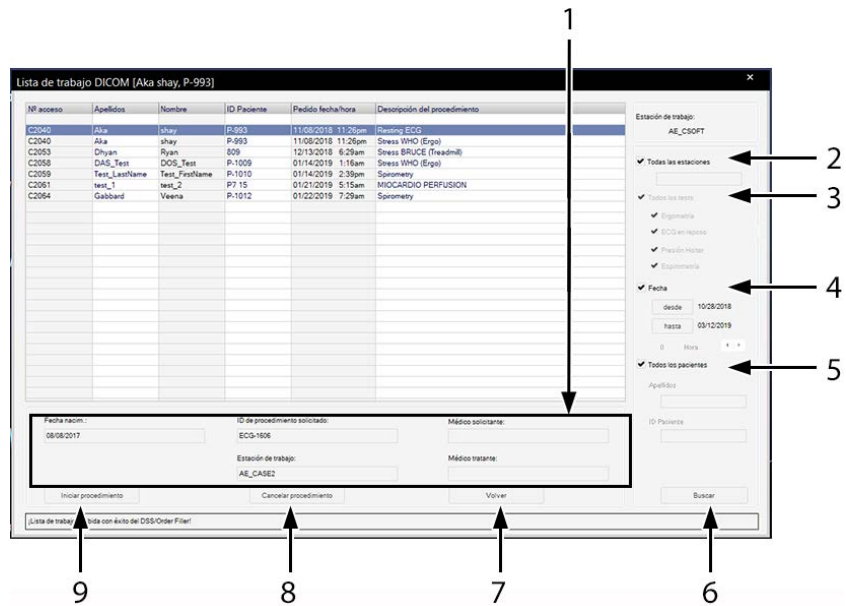 1
Lista de trabajo DICOM [Aka shay, P-993]
Nº acceso Apellidos Nombre ID Paciente Pedido fecha/hora Descripción del procedimiento
C2040 Aka shay P-993 11/08/2018 11:26pm Resting ECG
C2040 Aka shay P-993 11/08/2018 11:26pm Stress WHO (Ergo)
C2053 Dhyan Ryan 809 12/13/2018 6:29am Stress BRUCE (Treadmill)
C2058 DAS_Test DOS_Test P-1009 01/14/2019 1:16am Stress WHO (Ergo)
C2059 Test_LastName Test_FirstName P-1010 01/14/2019 2:39pm Spirometry
C2061 test_1 test_2 P7 15 01/21/2019 5:15am MIOCARDIO PERFUSION
C2064 Gabbard Veena P-1012 01/22/2019 7:29am Spirometry
Estación de trabajo:
AE_CSOFT
Todas las estaciones
2
Todos los tests
3
Ergometría
ECG en reposo
Presión Holter
Espirometría
Fecha
4
desde 10/28/2018
hasta 03/12/2019
0 Hora
Todos los pacientes
5
Apellidos
ID Paciente
Fecha nacim.: ID de procedimiento solicitado: Médico solicitante:
08/08/2017 ECG-1606
Estación de trabajo: Médico tratante:
AE_CASE2
Iniciar procedimiento Cancelar procedimiento Volver Buscar
¡Lista de trabajo bida con éxito del DSS/Order Filler!
9 8 7 6